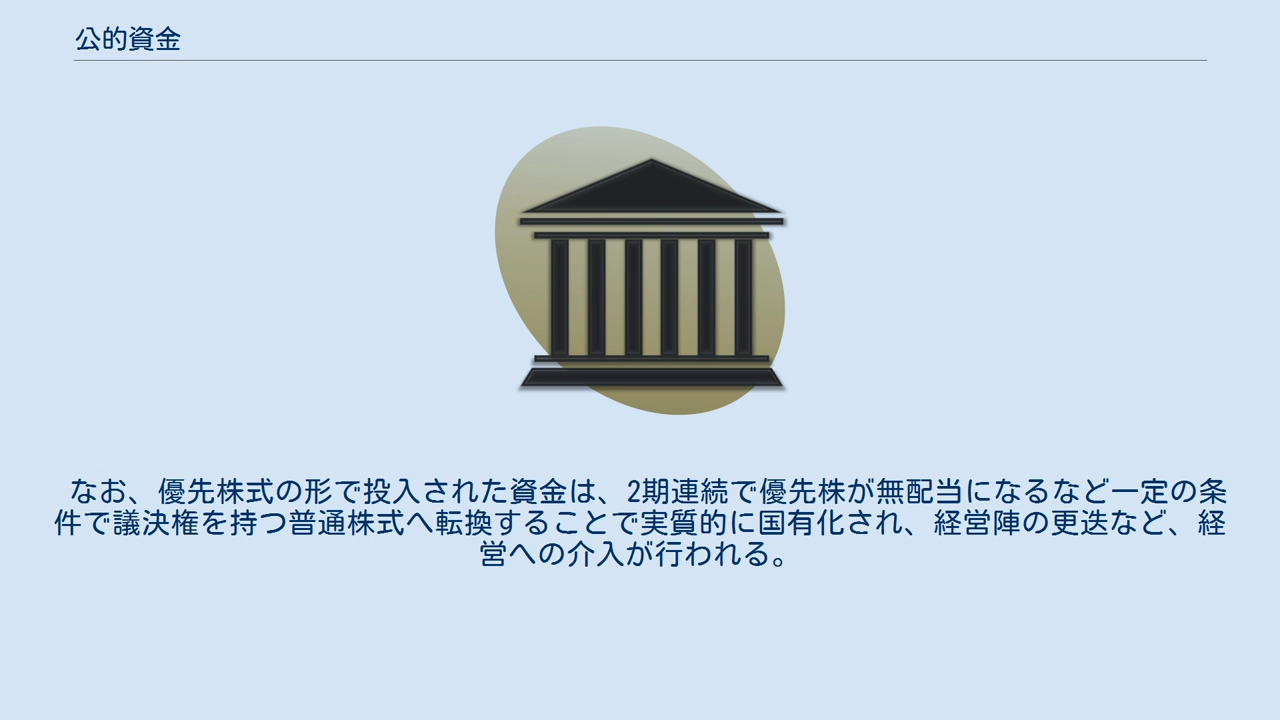 公的資金
なお、優先株式の形で投入された資金は、2期連続で優先株が無配当になるなど一定の条
件で議決権を持つ普通株式へ転換することで実質的に国有化され、経営陣の更迭など、経
営への介入が行われる。